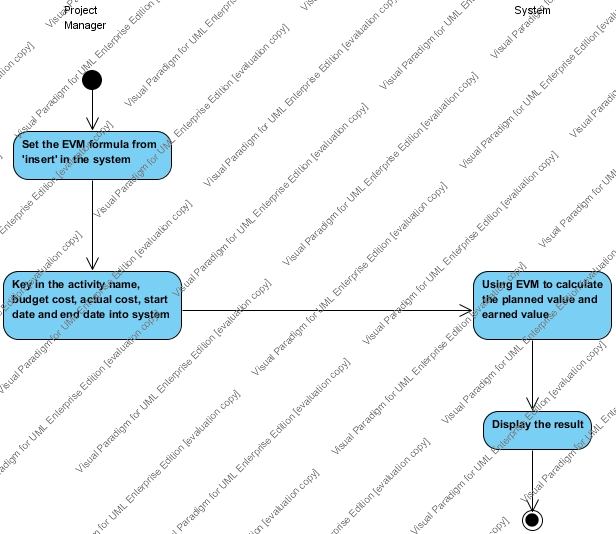 Project
Manager
System
Set the EVM formula from
'insert' in the system
Key in the activity name,
budget cost, actual cost, start
date and end date into system
Using EVM to calculate
the planned value and
earned value
Display the result
Visual Paradigm for UML Enterprise Edition [evaluation copy]